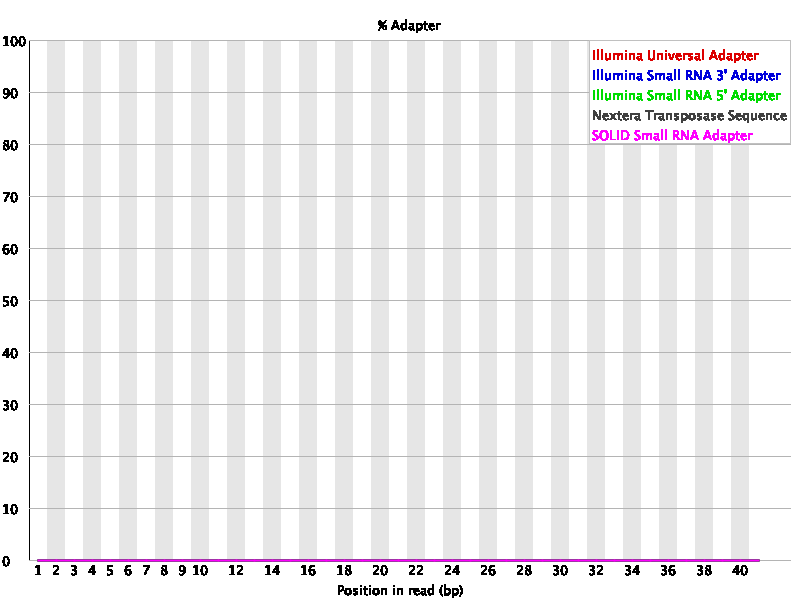 % Adapter
100
Illumina Universal Adapter
Illumina Small RNA 3' Adapter
90
Illumina Small RNA 5' Adapter
Nextera Transposase Sequence
SOLID Small RNA Adapter
80
70
60
50
40
30
20
10
0
1 2 3 4 5 6 7 8 9 10 12 14 16 18 20 22 24 26 28 30 32 34 36 38 40
Position in read (bp)